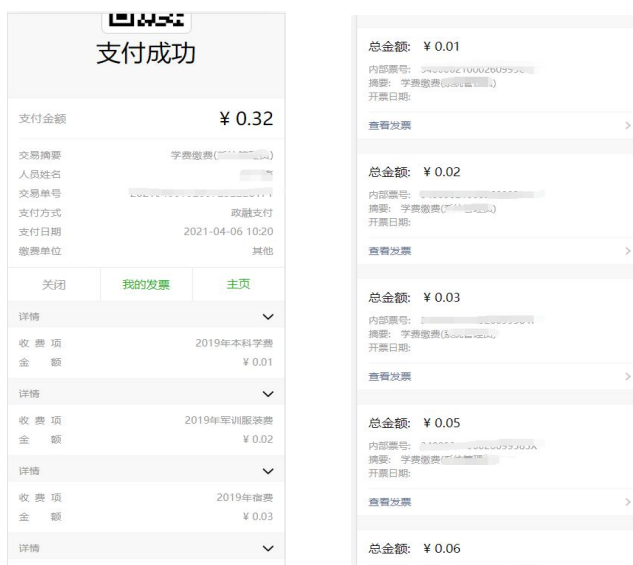 支付成功
支付金额 ¥ 0.32
交易摘要 学费缴费(
人员姓名
交易单号
支付方式 政融支付
支付日期 2021-04-06 10:20
缴费单位 其他
关闭 我的发票 主页
详情
收 费 项 2019年本科学费
金 额 ¥ 0.01
详情
收 费 项 2019年军训服装费
金 额 ¥ 0.02
详情
收 费 项 2019年宿费
金 额 ¥ 0.03
详情
总金额: ¥ 0.01
内部票号:
摘要: 学费缴费(
开票日期:
查看发票
总金额: ¥ 0.02
内部票号:
摘要: 学费缴费(
开票日期:
查看发票
总金额: ¥ 0.03
内部票号:
摘要: 学费缴费(
开票日期:
查看发票
总金额: ¥ 0.05
内部票号:
摘要: 学费缴费(
开票日期:
查看发票
总金额: ¥ 0.06